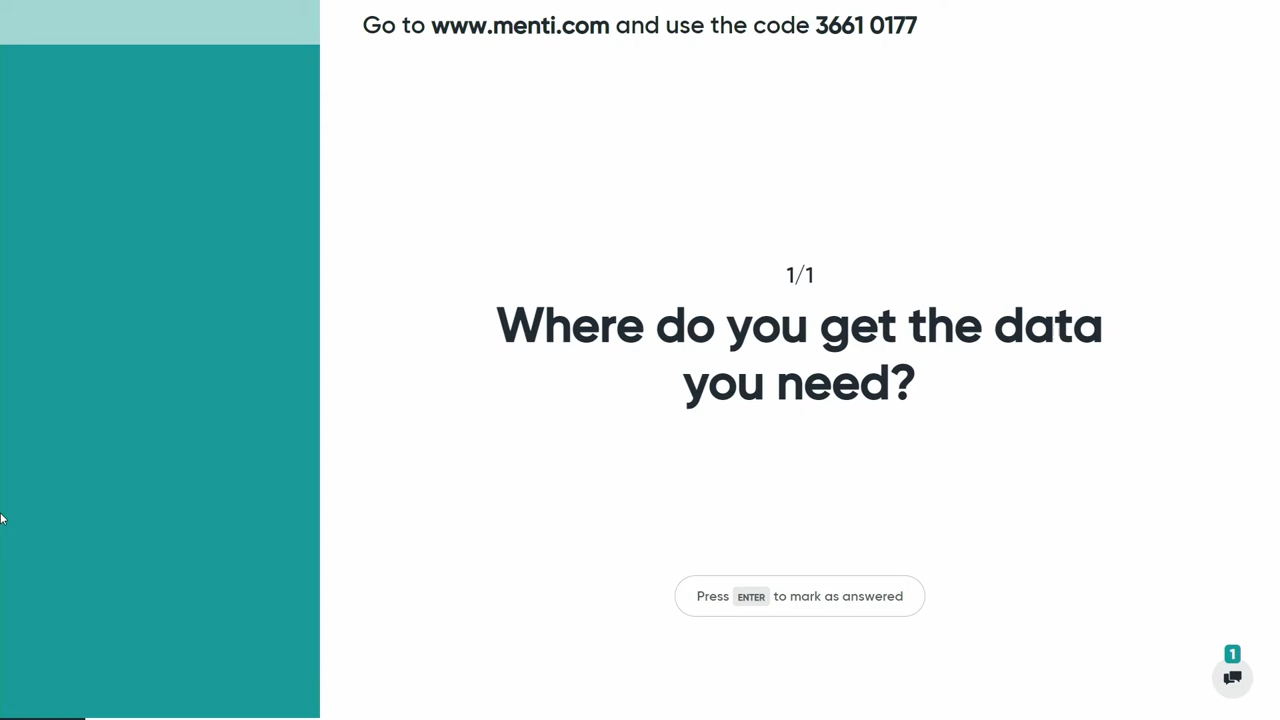 Go to www.menti.com and use the code 3661 0177
1/1
Where do you get the data
you need?
Press ENTER to mark as answered
1